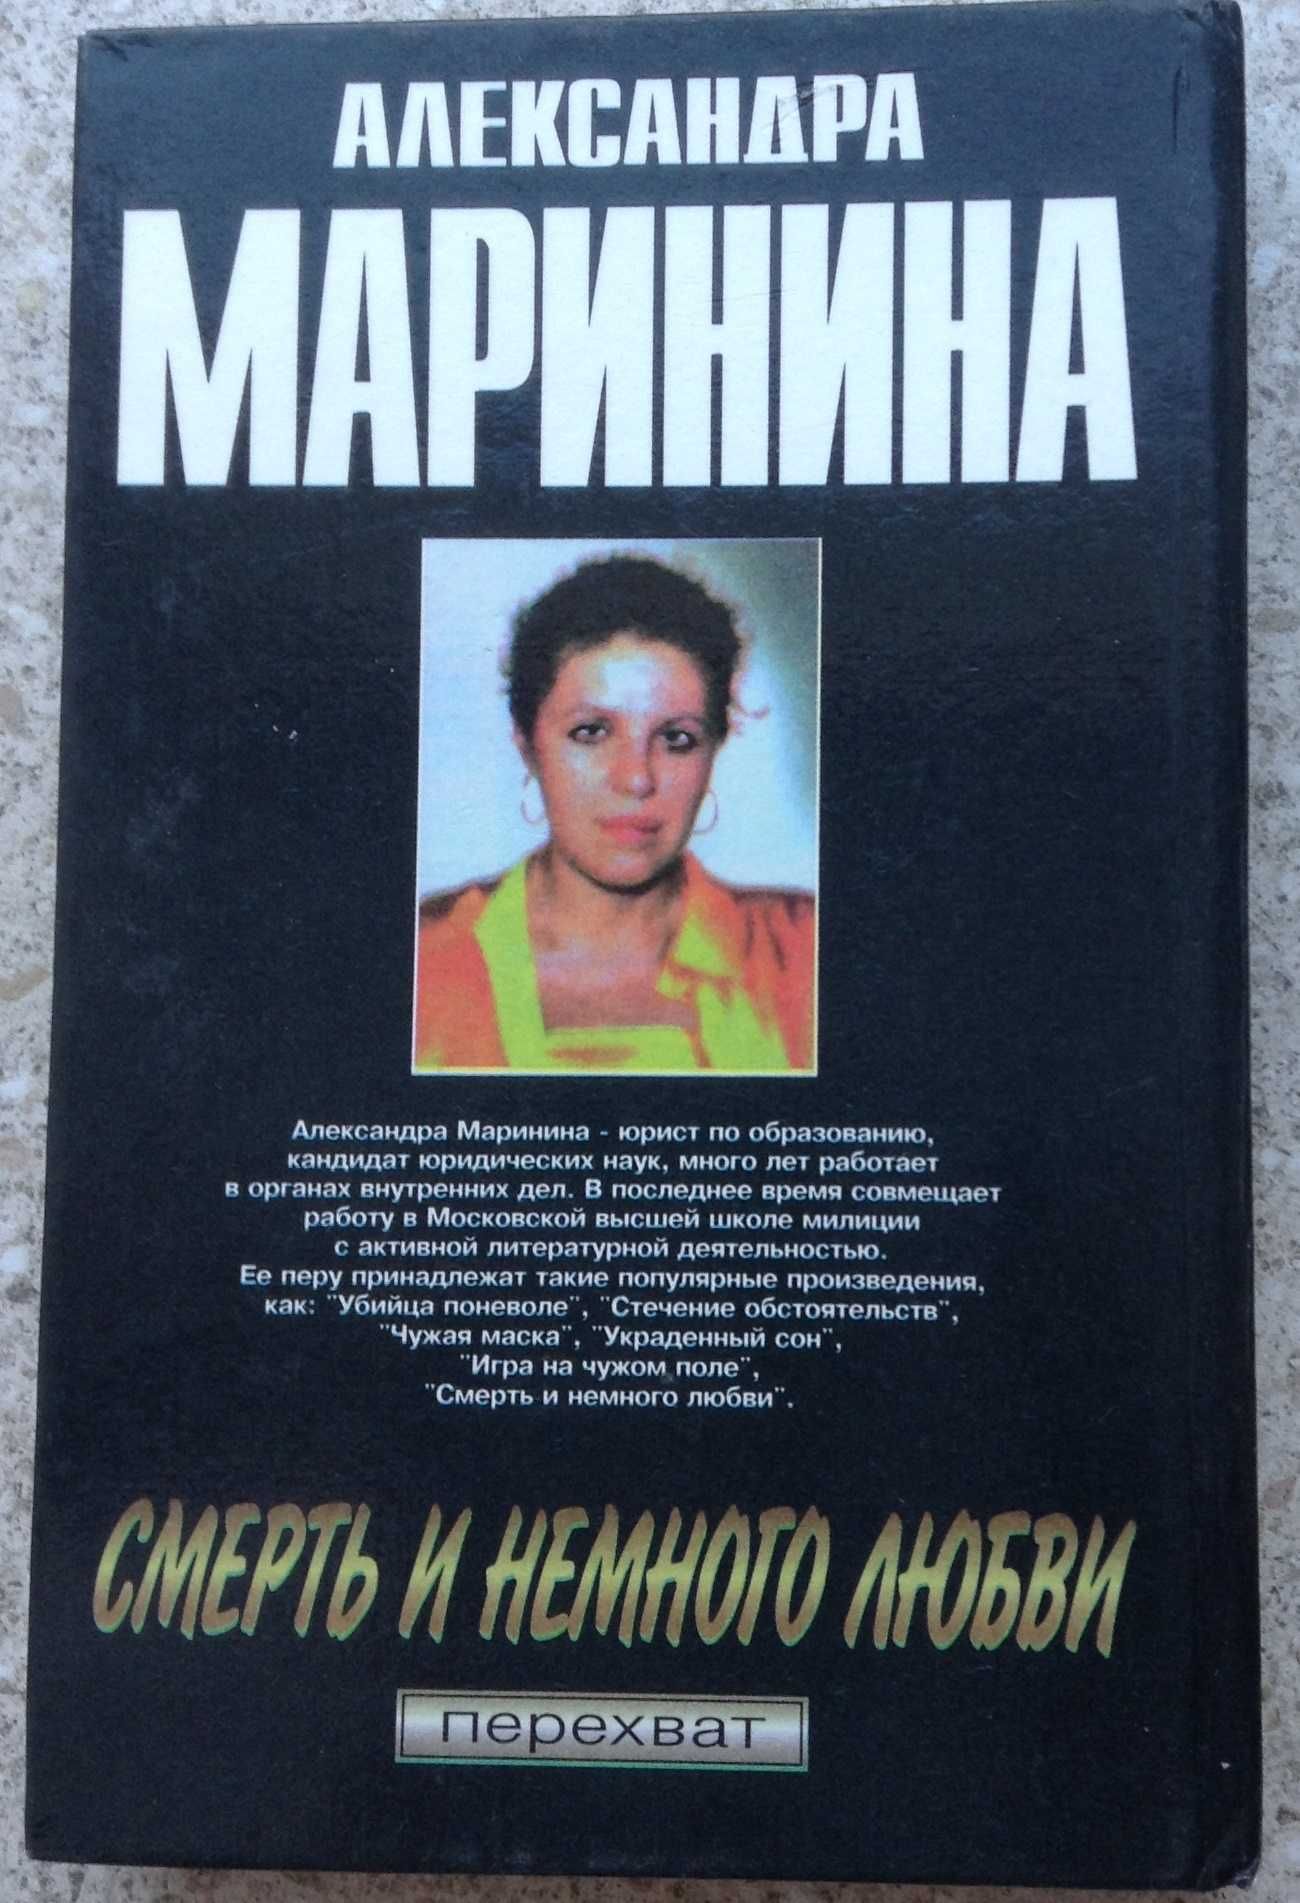 АЛЕКСАНДРА
МАРИНИНА
Александра Маринина - юрист по образованию,
кандидат юридических наук, много лет работает
в органах внутренних дел. В последнее время совмещает
работу в Московской высшей школе милиции
с активной литературной деятельностью.
Ее перу принадлежат такие популярные произведения,
как: "Убийца поневоле", "Стечение обстоятельств",
"Чужая маска", "Украденный сон",
"Игра на чужом поле",
"Смерть и немного любви".
СМЕРТЬ И НЕМНОГО ЛЮБВИ
перехват